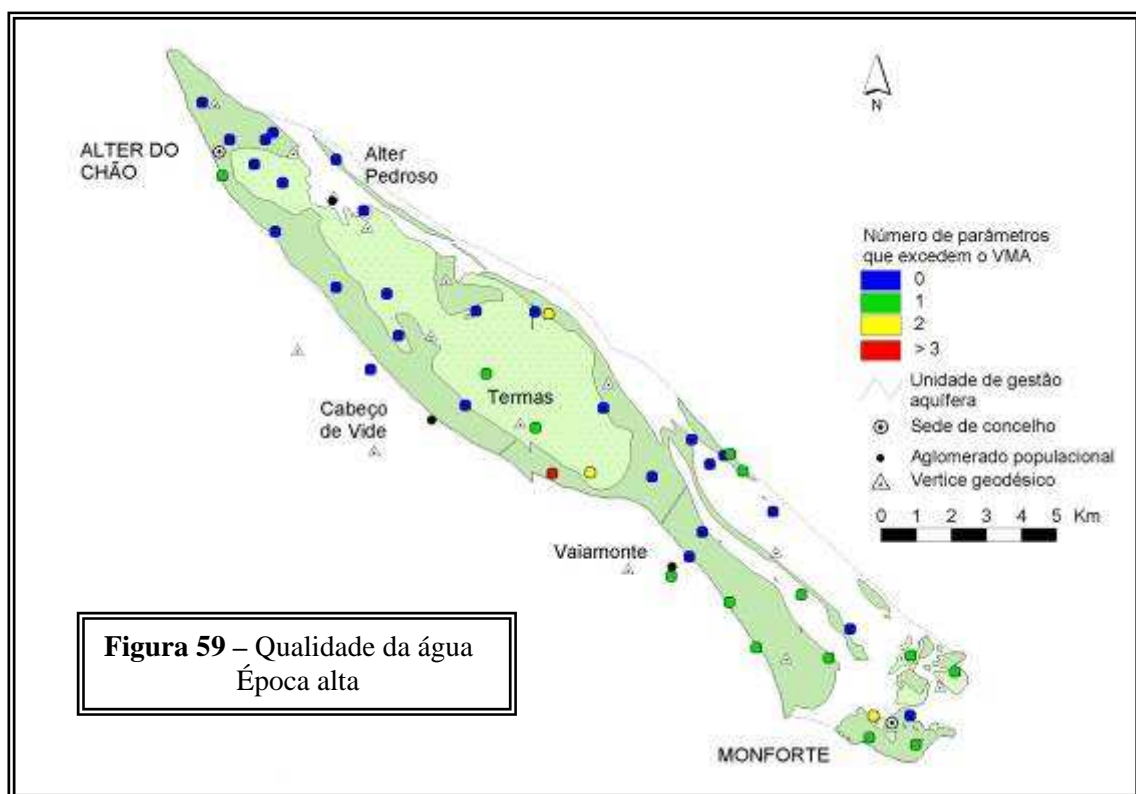 N
ALTER DO
CHÃO
Alter
Pedroso
Número de parâmetros
que excedem o VMA
0
1
2
> 3
Unidade de gestão
aquífera
Sede de concelho
Aglomerado populacional
Vertice geodésico
0 1 2 3 4 5 Km
Termas
Cabeço
de Vide
Vaiamonte
MONFORTE
Figura 59 – Qualidade da água
Época alta